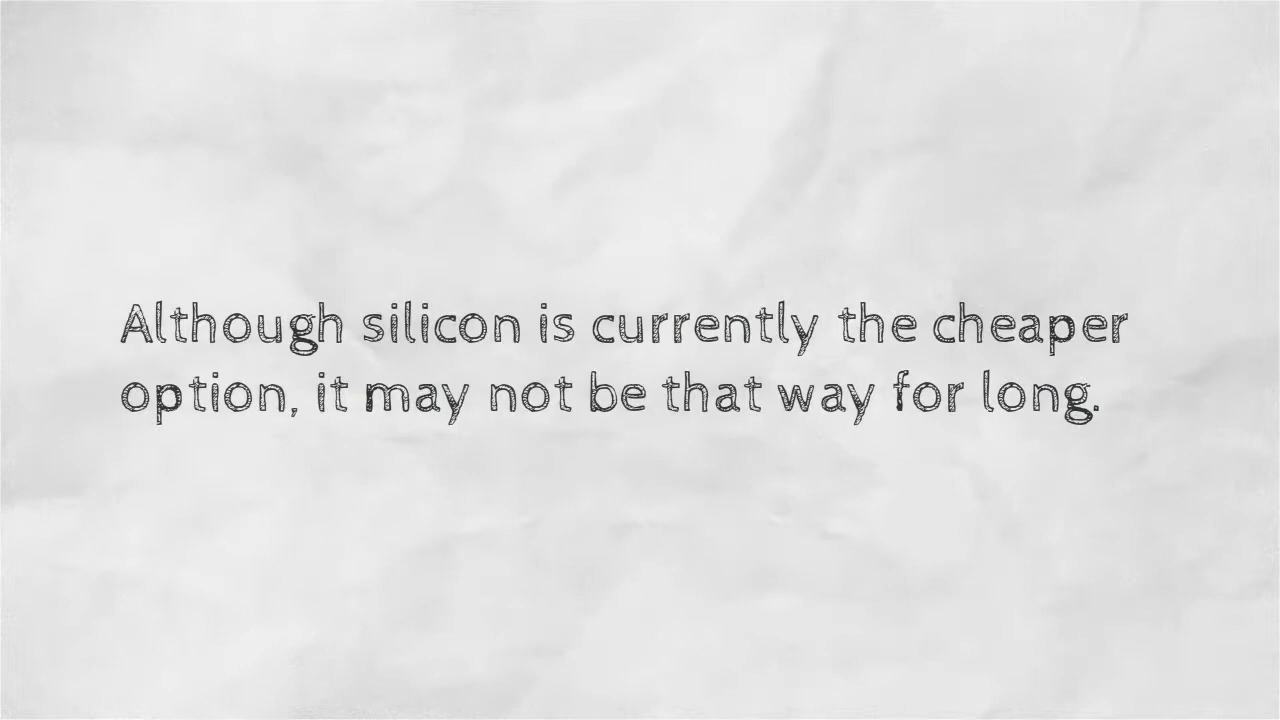 Although silicon is currently the cheaper
option, it may not be that way for long.